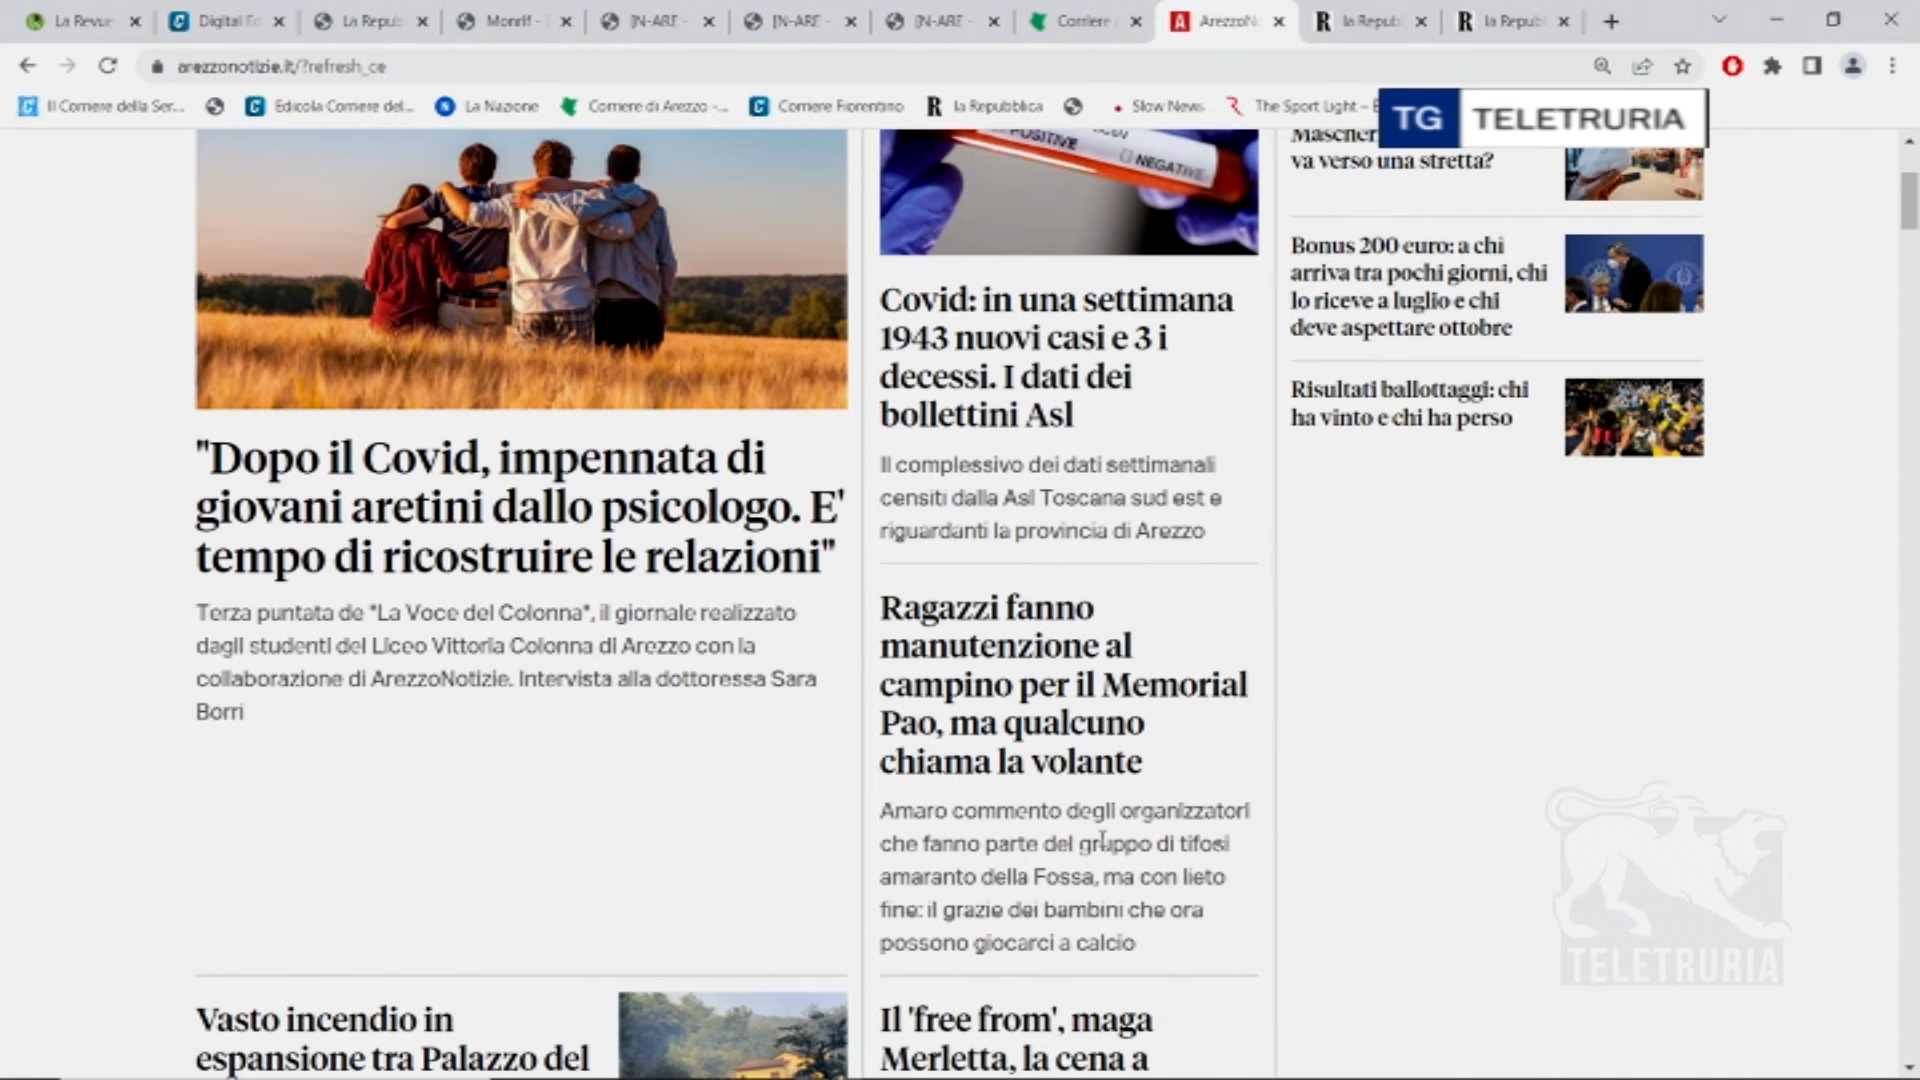 La Revue
Digital Ed
La Repub
Monrif -
[N-ARE -
[N-ARE -
[N-ARE -
Corriere
ArezzoN
la Repubb
la Repubb
arezzonotizie.it/?refresh_ce
Il Corriere della Ser...
Edicola Corriere del...
La Nazione
Corriere di Arezzo -...
Corriere Fiorentino
la Repubblica
Slow News
The Sport Light -
TG TELETRURIA
POSITIVE
NEGATIVE
va verso una stretta?
Bonus 200 euro: a chi
arriva tra pochi giorni, chi
lo riceve a luglio e chi
deve aspettare ottobre
Risultati ballottaggi: chi
ha vinto e chi ha perso
Covid: in una settimana
1943 nuovi casi e 3 i
decessi. I dati dei
bollettini Asl
Il complessivo dei dati settimanali
censiti dalla Asl Toscana sud est e
riguardanti la provincia di Arezzo
"Dopo il Covid, impennata di
giovani aretini dallo psicologo. E'
tempo di ricostruire le relazioni"
Terza puntata de "La Voce del Colonna", il giornale realizzato
dagli studenti del Liceo Vittoria Colonna di Arezzo con la
collaborazione di ArezzoNotizie. Intervista alla dottoressa Sara
Borri
Ragazzi fanno
manutenzione al
campino per il Memorial
Pao, ma qualcuno
chiama la volante
Amaro commento degli organizzatori
che fanno parte del gruppo di tifosi
amaranto della Fossa, ma con lieto
fine: il grazie dei bambini che ora
possono giocarci a calcio
Vasto incendio in
espansione tra Palazzo del
Il 'free from', maga
Merletta, la cena a
TELETRURIA